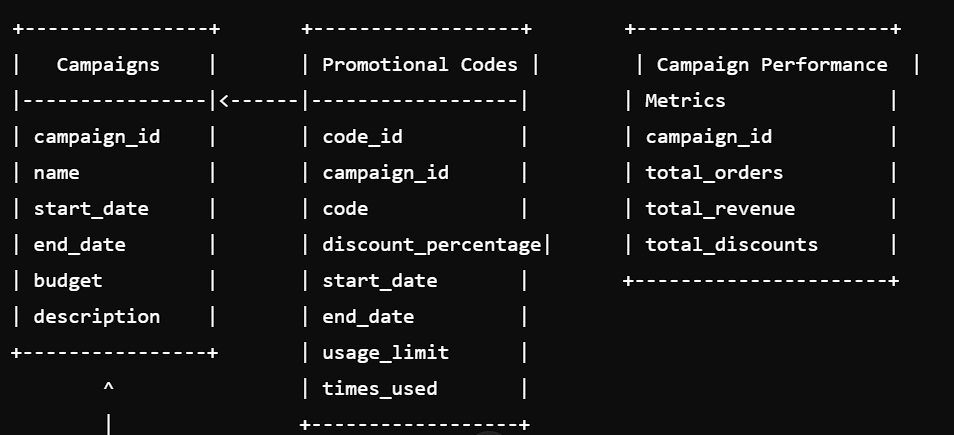 +----------------+       +------------------+        +----------------------+
|   Campaigns    |       | Promotional Codes |        | Campaign Performance  |
|----------------|<------|------------------|        | Metrics              |
| campaign_id    |       | code_id          |        | campaign_id          |
| name           |       | campaign_id      |        | total_orders         |
| start_date     |       | code             |        | total_revenue        |
| end_date       |       | discount_percentage|       | total_discounts      |
| budget         |       | start_date       |        +----------------------+
| description    |       | end_date         |
+----------------+       | usage_limit      |
        ^                | times_used       |
        |                +------------------+